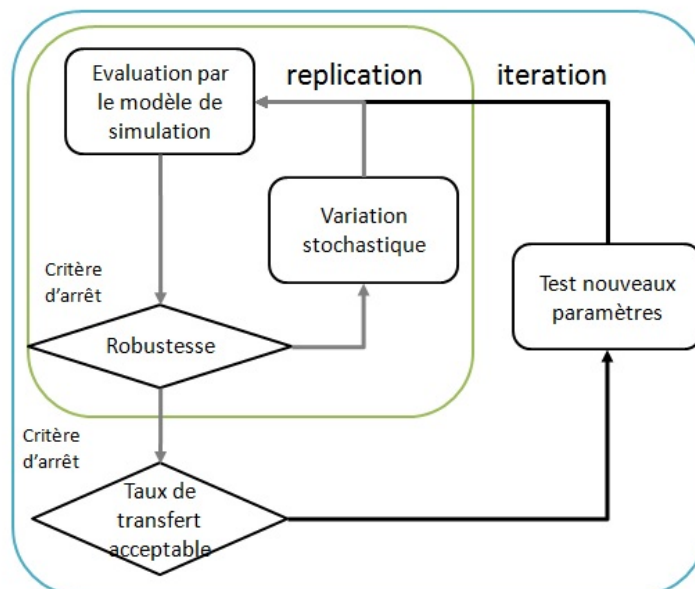 Evaluation par
le modèle de
simulation
replication
iteration
Variation
stochastique
Test nouveaux
paramètres
Critère
d'arrêt
Robustesse
Critère
d'arrêt
Taux de
transfert
acceptable